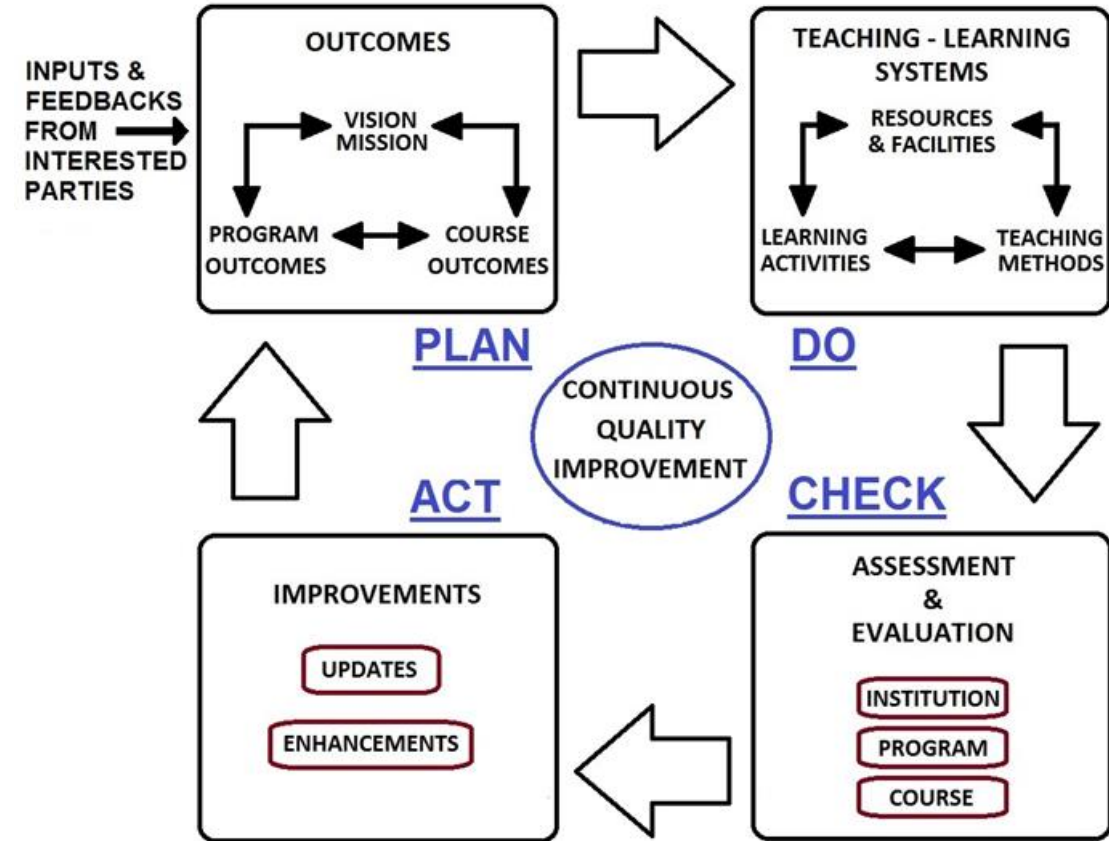 INPUTS &
FEEDBACKS
FROM
INTERESTED
PARTIES
OUTCOMES
VISION
MISSION
PROGRAM
OUTCOMES
COURSE
OUTCOMES
TEACHING - LEARNING
SYSTEMS
RESOURCES
& FACILITIES
LEARNING
ACTIVITIES
TEACHING
METHODS
PLAN
DO
CONTINUOUS
QUALITY
IMPROVEMENT
ACT
CHECK
IMPROVEMENTS
UPDATES
ENHANCEMENTS
ASSESSMENT
&
EVALUATION
INSTITUTION
PROGRAM
COURSE